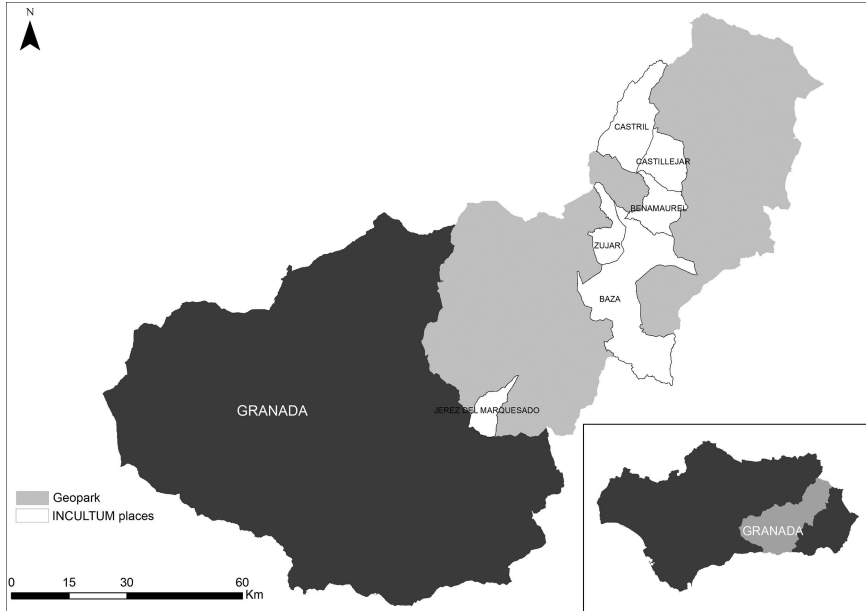 N
CASTRIL
CASTILLEJAR
BENAMAUREL
ZUJAR
BAZA
GRANADA
JEREZ DEL MARQUESADO
Geopark
INCULTUM places
0 15 30 60
Km
GRANADA